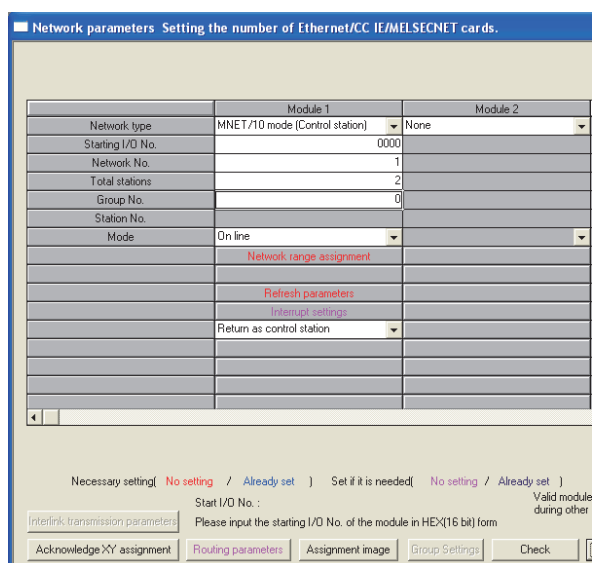 Network parameters Setting the number of Ethernet/CC IE/MELSECNET cards.
Module 1 Module 2
Network type MNET/10 mode (Control station) None
Starting I/O No. 0000
Network No. 1
Total stations 2
Group No. 0
Station No.
Mode On line
Network range assignment
Refresh parameters
Interrupt settings
Return as control station
Necessary setting( No setting / Already set ) Set if it is needed( No setting / Already set )
Start I/O No. : Valid module
during other
Please input the starting I/O No. of the module in HEX(16 bit) form
Interlink transmission parameters
Acknowledge XY assignment Routing parameters Assignment image Group Settings Check